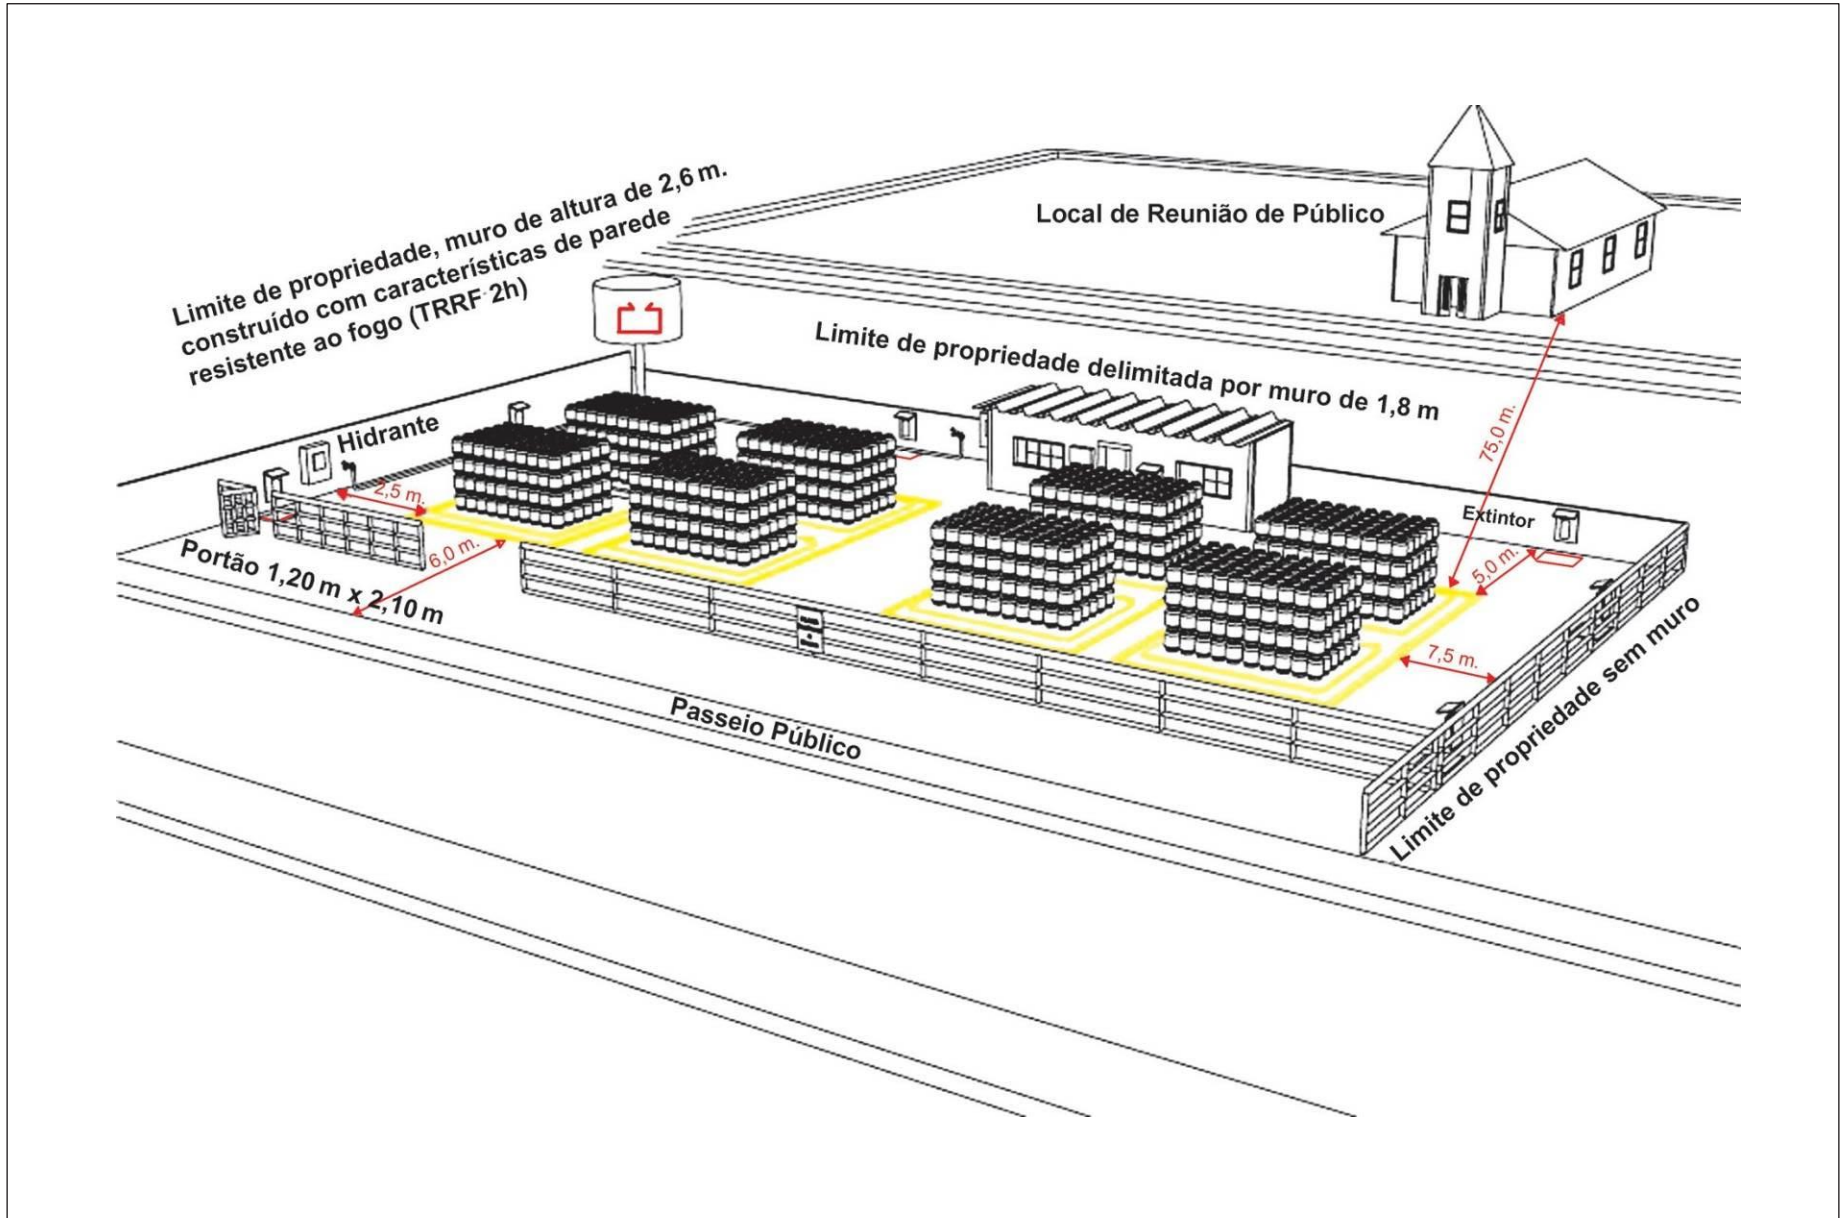 Limite de propriedade, muro de altura de 2,6 m.
construído com características de parede
resistente ao fogo (TRRF 2h)
Local de Reunião de Público
Limite de propriedade delimitada por muro de 1,8 m
75,0 m.
Hidrante
2,5 m.
Extintor
5,0 m.
6,0 m.
Portão 1,20 m x 2,10 m
7,5 m.
Limite de propriedade sem muro
Passeio Público